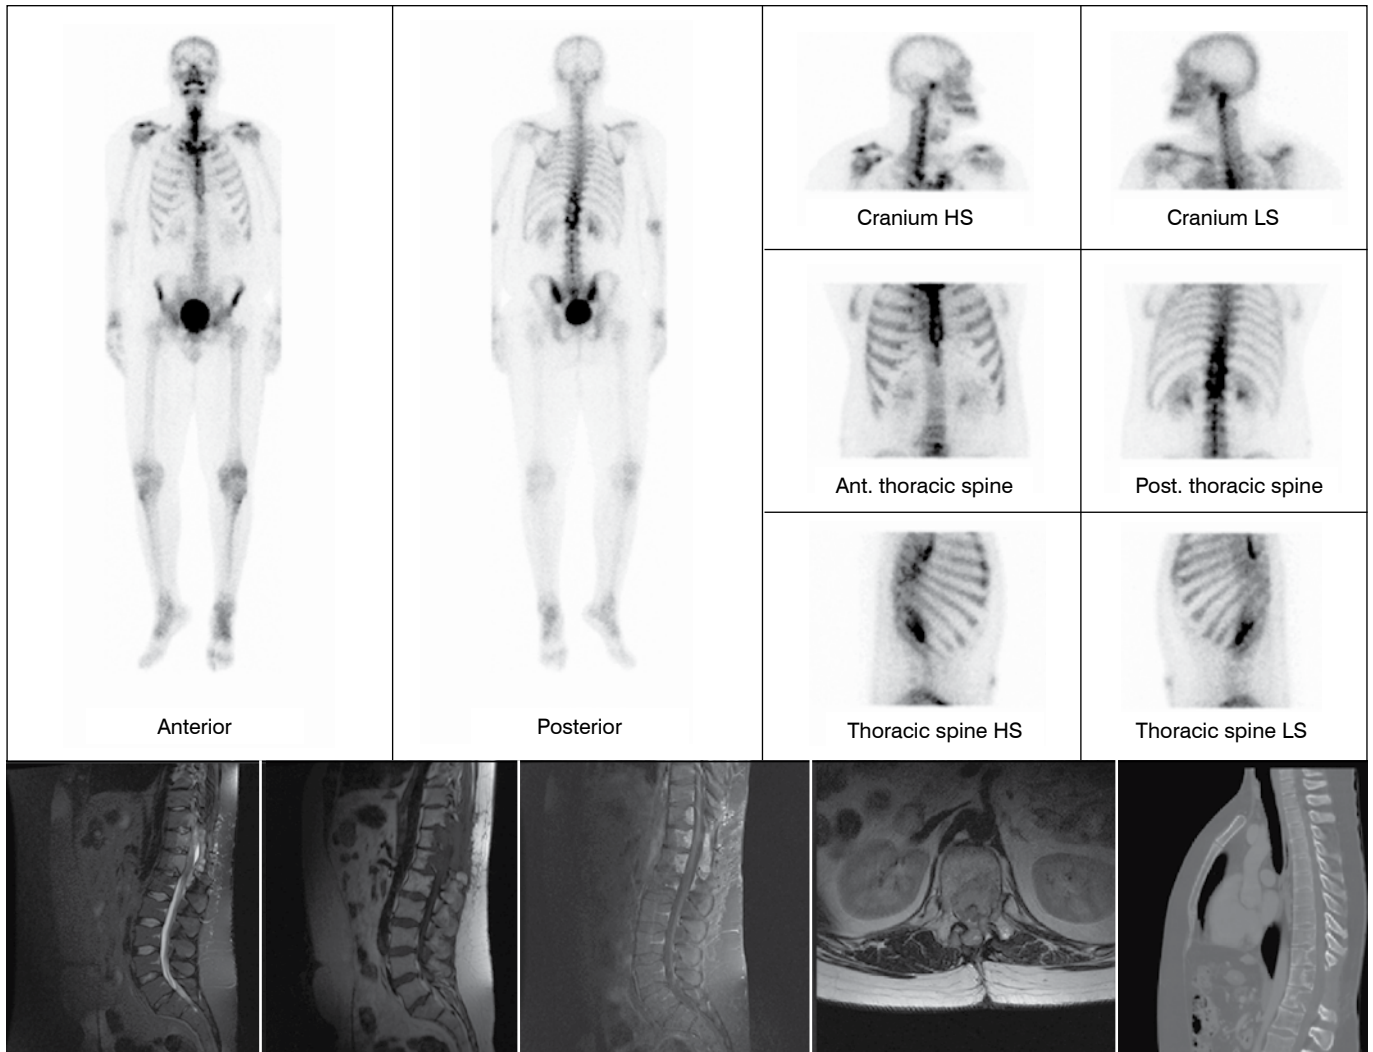 Cranium HS
Cranium LS
Ant. thoracic spine
Post. thoracic spine
Thoracic spine HS
Thoracic spine LS
Anterior
Posterior